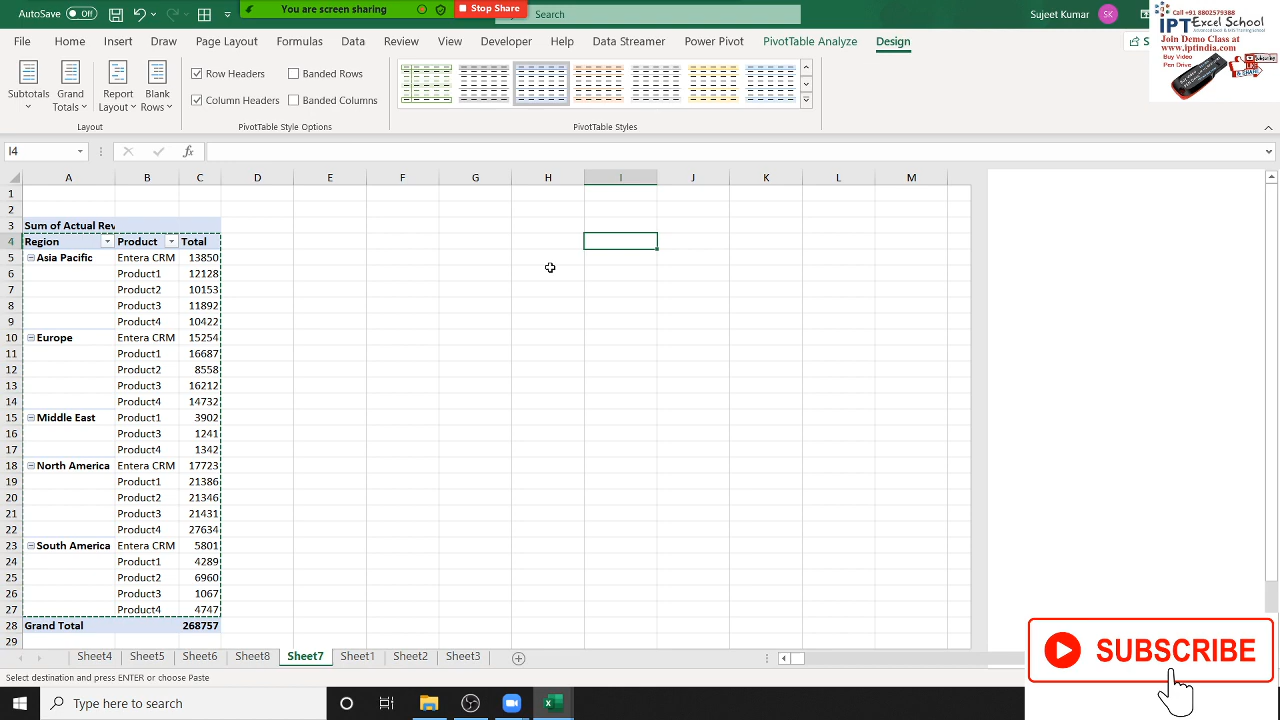 AutoSave Off
You are screen sharing
Stop Share
Search
Sujeet Kumar
SK
Call +91 8802579388
IPT Excel School
Advanced Excel & Entry Training School
Join Demo Class at
www.iptindia.com
Buy Video
Pen Drive
File Home Insert Draw Page Layout Formulas Data Review View Help Data Streamer Power Pivot PivotTable Analyze Design
Subtotals
Grand Totals
Report Layout
Blank Rows
Layout
Row Headers
Banded Rows
Column Headers
Banded Columns
PivotTable Style Options
PivotTable Styles
I4
fx
A B C D E F G H I J K L M
1
2
3 Sum of Actual Rev
4 Region Product Total
5 Asia Pacific Entera CRM 13850
6 Product1 12128
7 Product2 10153
8 Product3 11892
9 Product4 10422
10 Europe Entera CRM 15254
11 Product1 16687
12 Product2 8558
13 Product3 16212
14 Product4 14732
15 Middle East Product1 3902
16 Product3 1241
17 Product4 1342
18 North America Entera CRM 17723
19 Product1 21386
20 Product2 21346
21 Product3 21431
22 Product4 27634
23 South America Entera CRM 5801
24 Product1 4289
25 Product2 6960
26 Product3 1067
27 Product4 4747
28 Grand Total 268757
29
Sheet4 Sheet5 Sheet6 Sheet8 Sheet7 Sheet1 Sheet2
Select destination and press ENTER or choose Paste
SUBSCRIBE
Type here to search